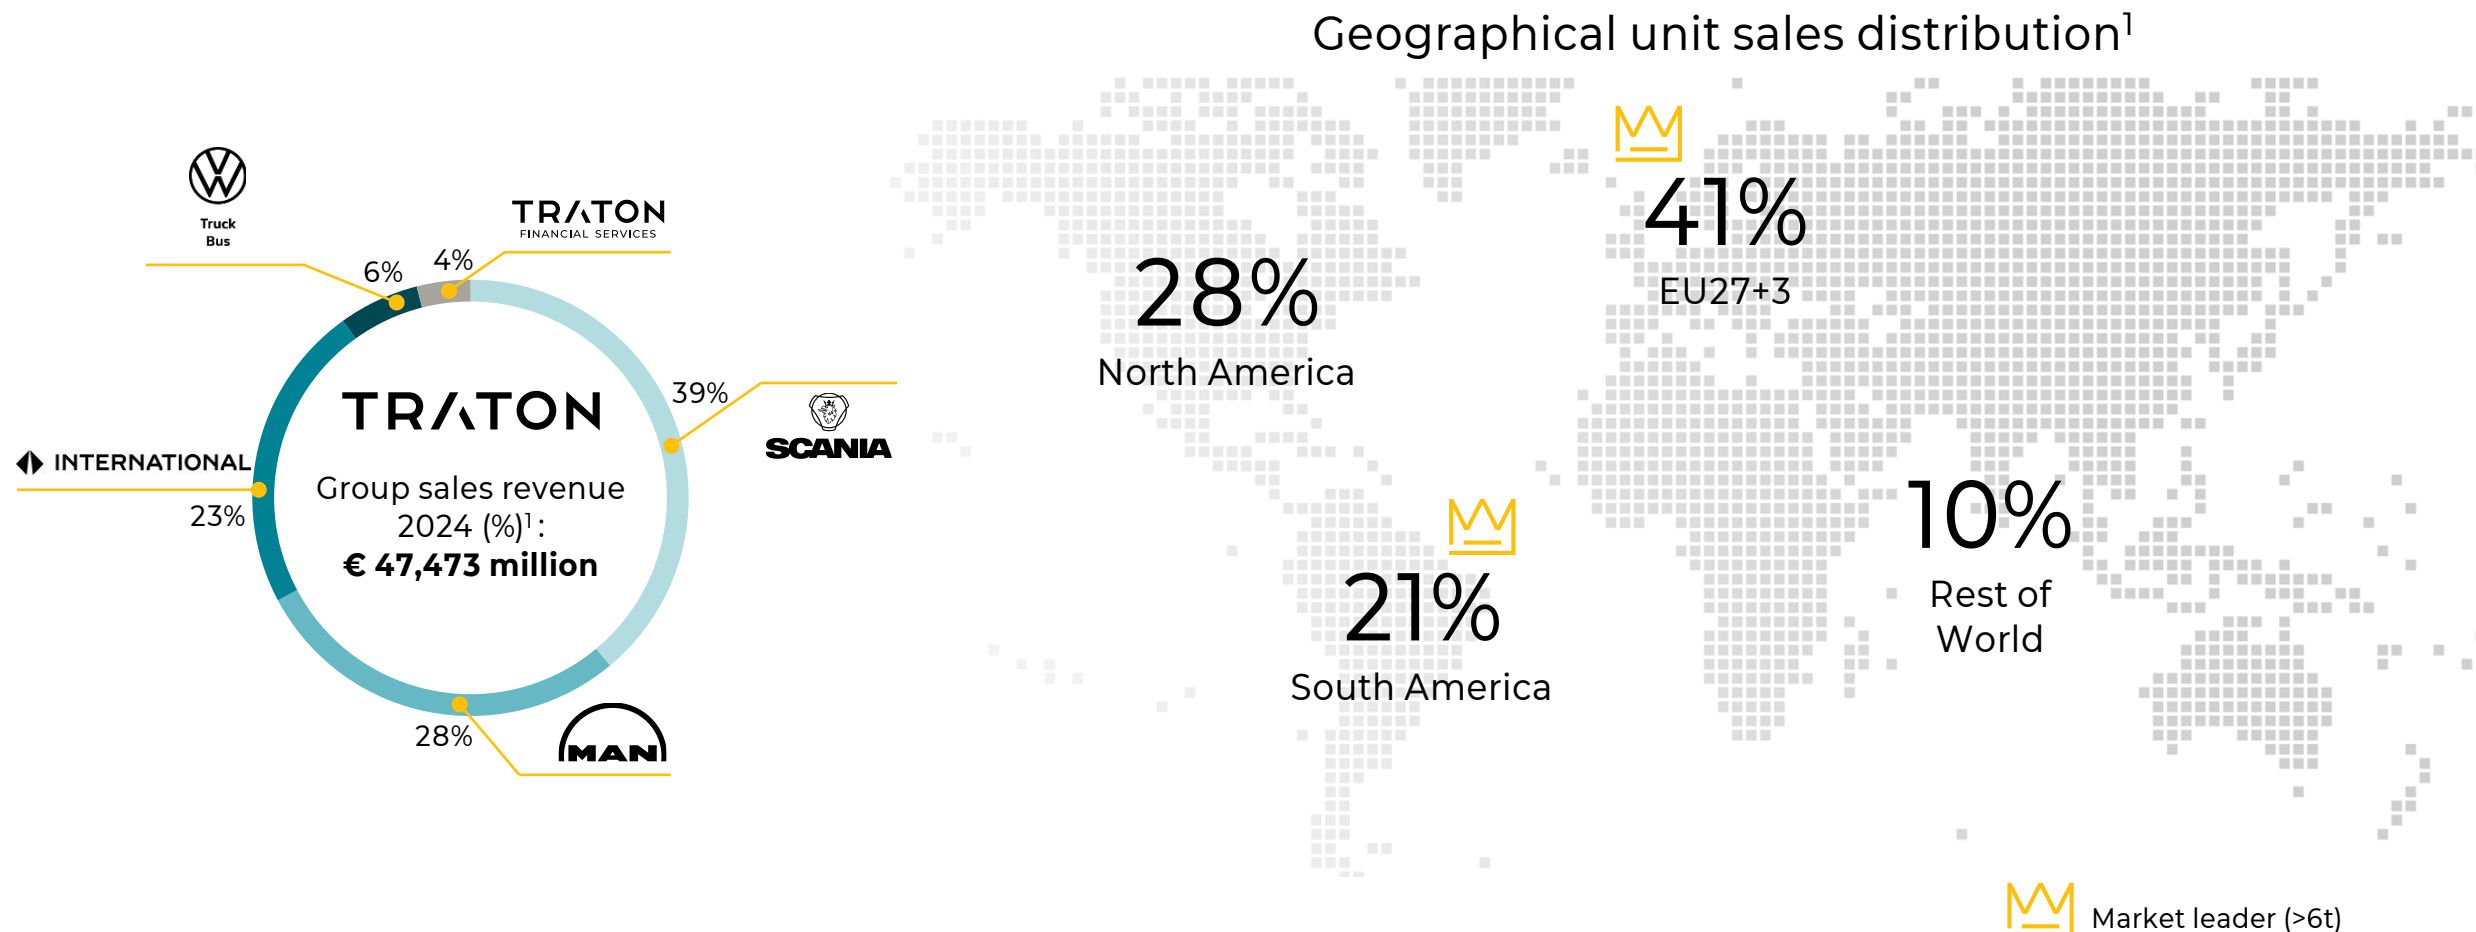 Geographical unit sales distribution¹
Truck
Bus
TRATON
FINANCIAL SERVICES
6%
4%
39%
SCANIA
TRATON
INTERNATIONAL
23%
Group sales revenue
2024 (%)¹:
€ 47,473 million
28%
MAN
41%
EU27+3
28%
North America
10%
Rest of
World
21%
South America
Market leader (>6t)